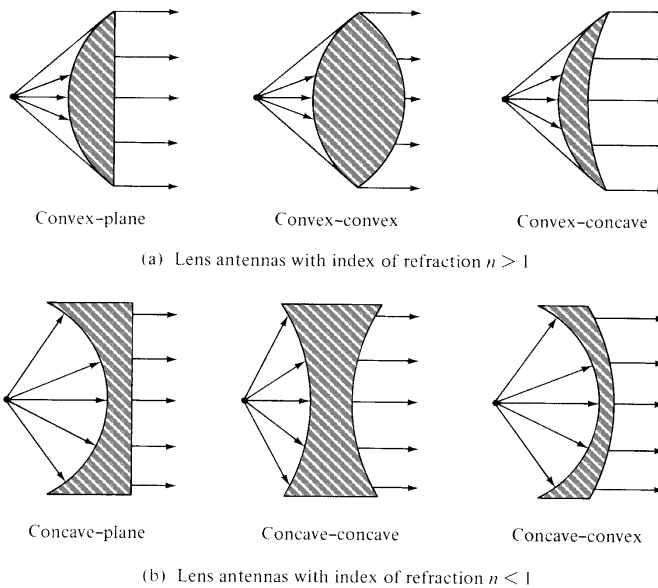 Convex-plane
Convex-convex
Convex-concave
(a) Lens antennas with index of refraction n > 1
Concave-plane
Concave-concave
Concave-convex
(b) Lens antennas with index of refraction n < 1